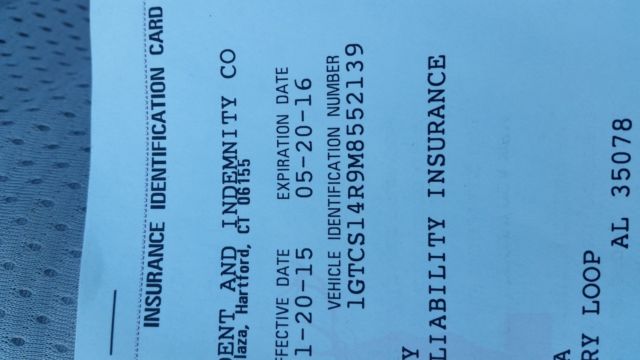 INSURANCE IDENTIFICATION CARD
DENT AND INDEMNITY CO
laza, Hartford, CT 06155
FFECTIVE DATE EXPIRATION DATE
1-20-15 05-20-16
VEHICLE IDENTIFICATION NUMBER
1GTCS14R9M8552139
Y
LIABILITY INSURANCE
A
RY LOOP
AL 35078